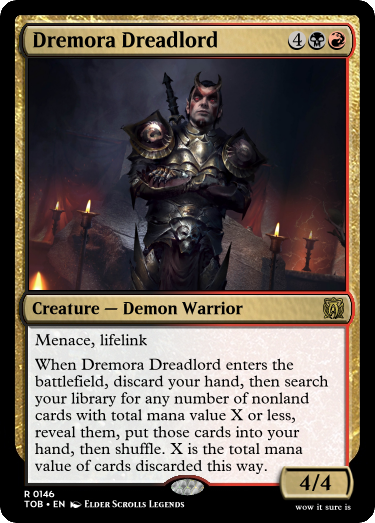 Dremora Dreadlord 4
Creature — Demon Warrior
Menace, lifelink
When Dremora Dreadlord enters the
battlefield, discard your hand, then search
your library for any number of nonland
cards with total mana value X or less,
reveal them, put those cards into your
hand, then shuffle. X is the total mana
value of cards discarded this way.
4/4
R 0146
TOB • EN Elder Scrolls Legends
wow it sure is